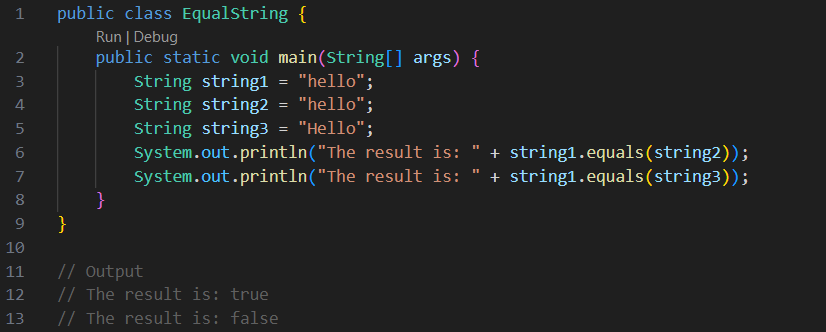 1 public class EqualString {
Run | Debug
2 public static void main(String[] args) {
3 String string1 = "hello";
4 String string2 = "hello";
5 String string3 = "Hello";
6 System.out.println("The result is: " + string1.equals(string2));
7 System.out.println("The result is: " + string1.equals(string3));
8 }
9 }
10
11 // Output
12 // The result is: true
13 // The result is: false